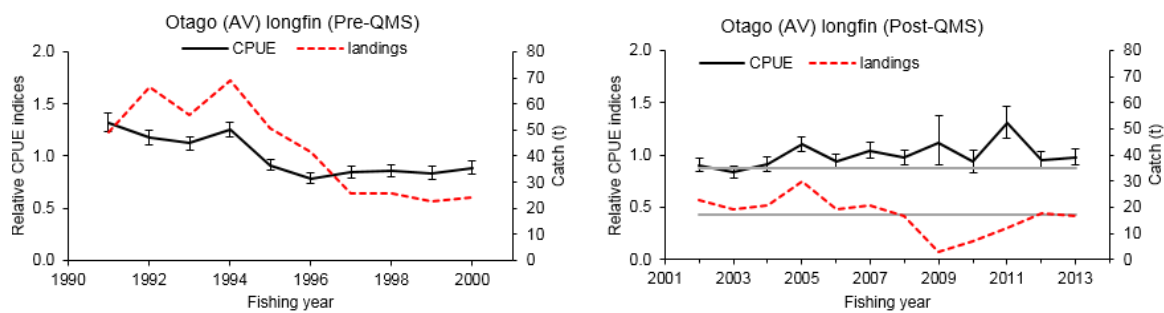 Otago (AV) longfin (Pre-QMS)
CPUE landings
2.0
1.5
1.0
0.5
0.0
Relative CPUE indices
80
70
60
50
40
30
20
10
0
Catch (t)
1990 1992 1994 1996 1998 2000
Fishing year
Otago (AV) longfin (Post-QMS)
CPUE landings
2.0
1.5
1.0
0.5
0.0
Relative CPUE indices
80
70
60
50
40
30
20
10
0
Catch (t)
2001 2003 2005 2007 2009 2011 2013
Fishing year